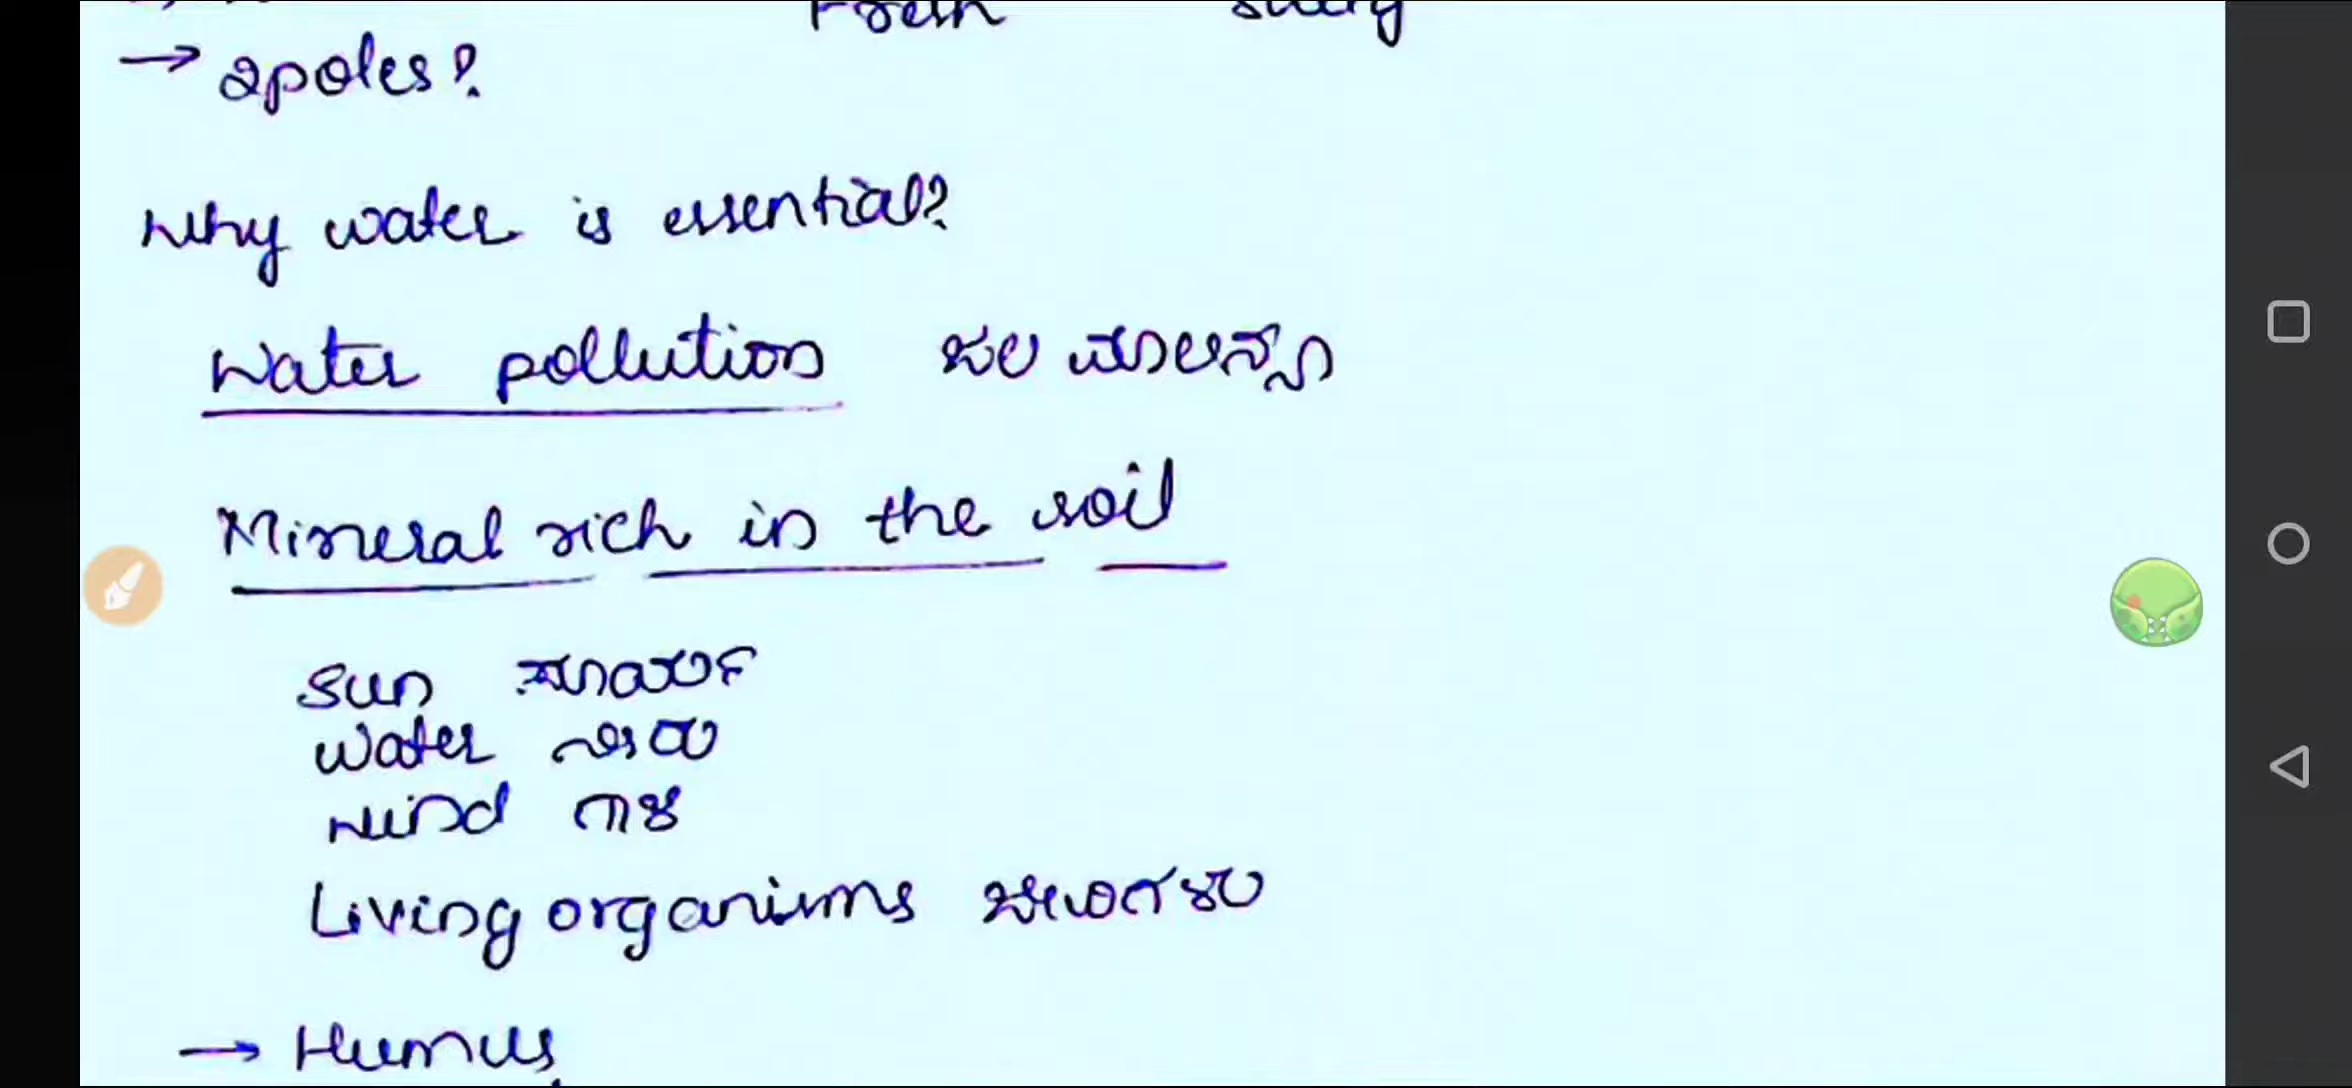 → 2poles?
Why water is essential?
Water pollution ಜಲ ಮಾಲಿನ್ಯ
Mineral rich in the soil
Sun ಸೂರ್ಯ
Water ನೀರು
Wind ಗಾಳಿ
Living organisms ಜೀವಿಗಳು
→ Humus